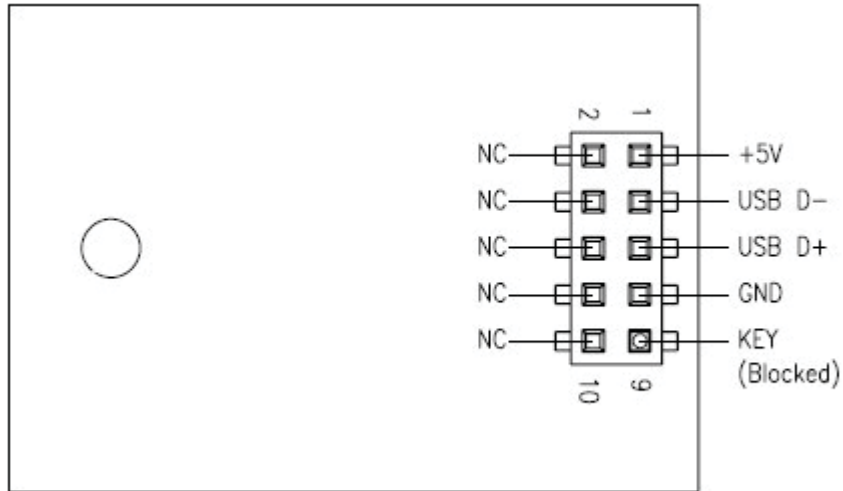 2 1
NC +5V
NC USB D-
NC USB D+
NC GND
NC KEY
(Blocked)
10 9